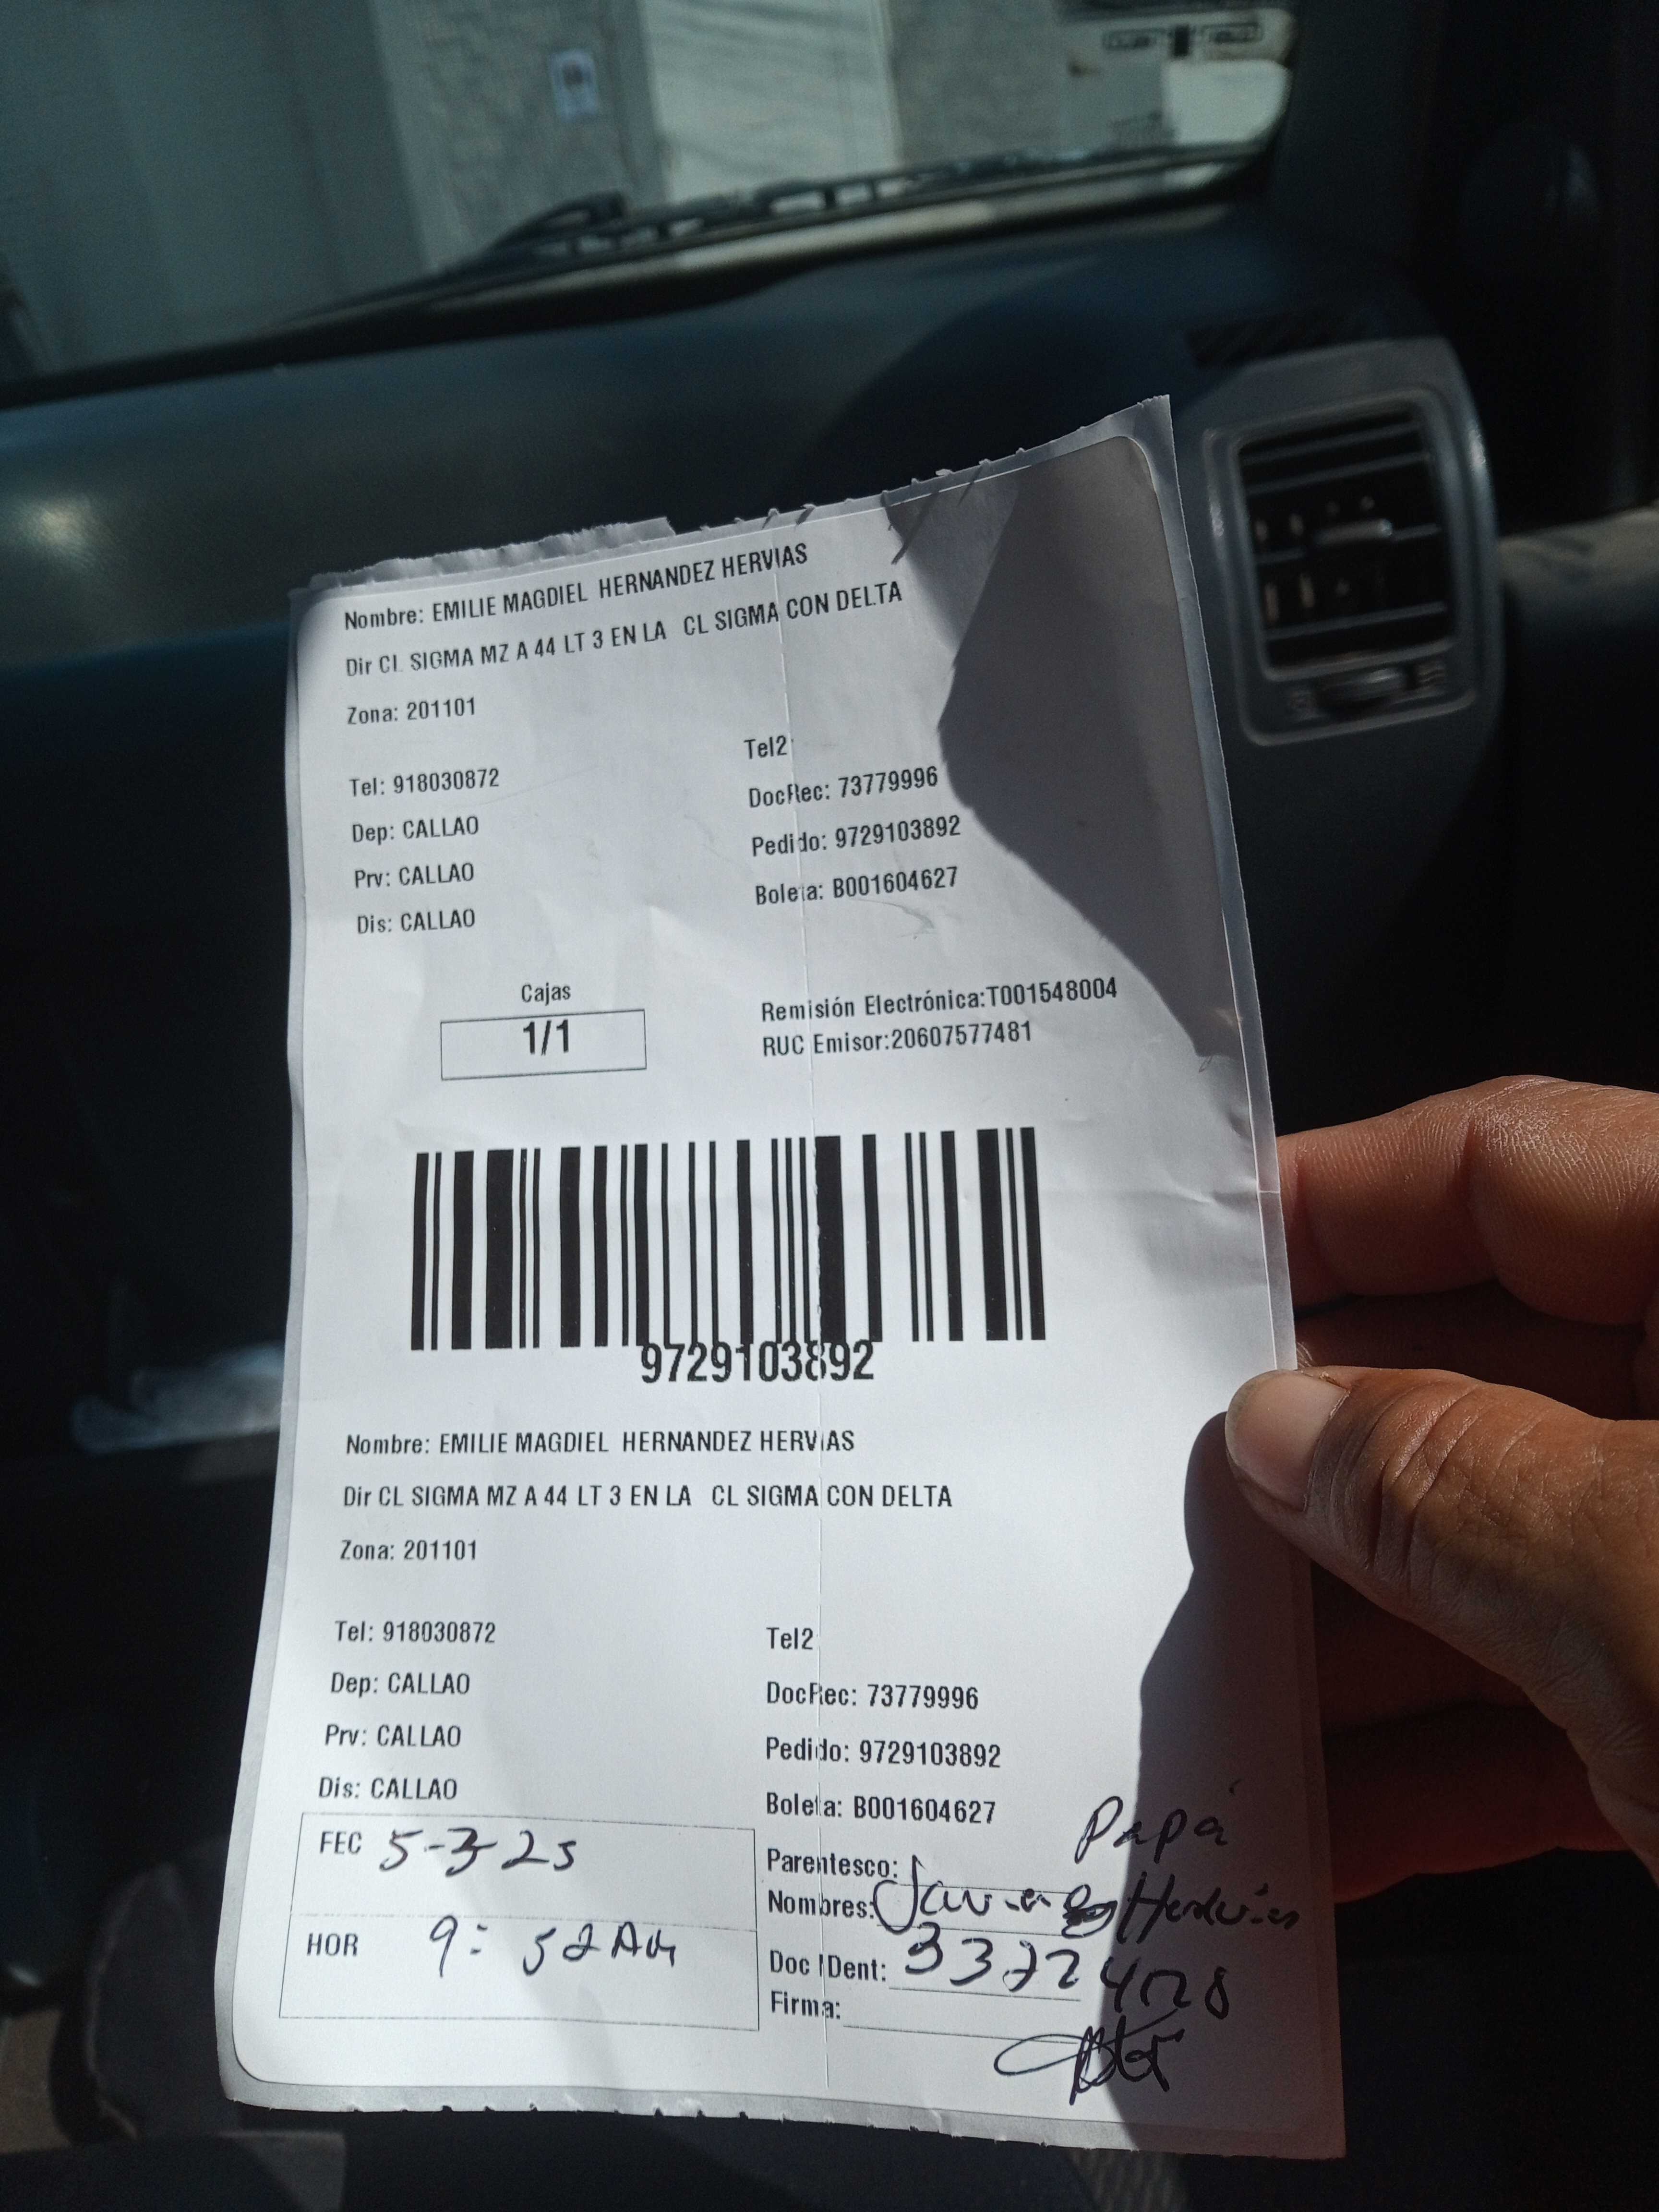 Nombre: EMILIE MAGDIEL HERNANDEZ HERVIAS
Dir CL SIGMA MZ A 44 LT 3 EN LA CL SIGMA CON DELTA
Zona: 201101
Tel2
Tel: 918030872
DocRec: 73779996
Dep: CALLAO
Pedido: 9729103892
Prv: CALLAO
Boleta: B001604627
Dis: CALLAO
Cajas
1/1
Remisión Electrónica:T001548004
RUC Emisor:20607577481
9729103892
Nombre: EMILIE MAGDIEL HERNANDEZ HERVIAS
Dir CL SIGMA MZ A 44 LT 3 EN LA CL SIGMA CON DELTA
Zona: 201101
Tel: 918030872
Tel2
Dep: CALLAO
DocRec: 73779996
Prv: CALLAO
Pedido: 9729103892
Dis: CALLAO
Boleta: B001604627
FEC 5-3-25
Parentesco: Papá
Nombres:
HOR 9:52 AM
Doc IDent:
Firma: